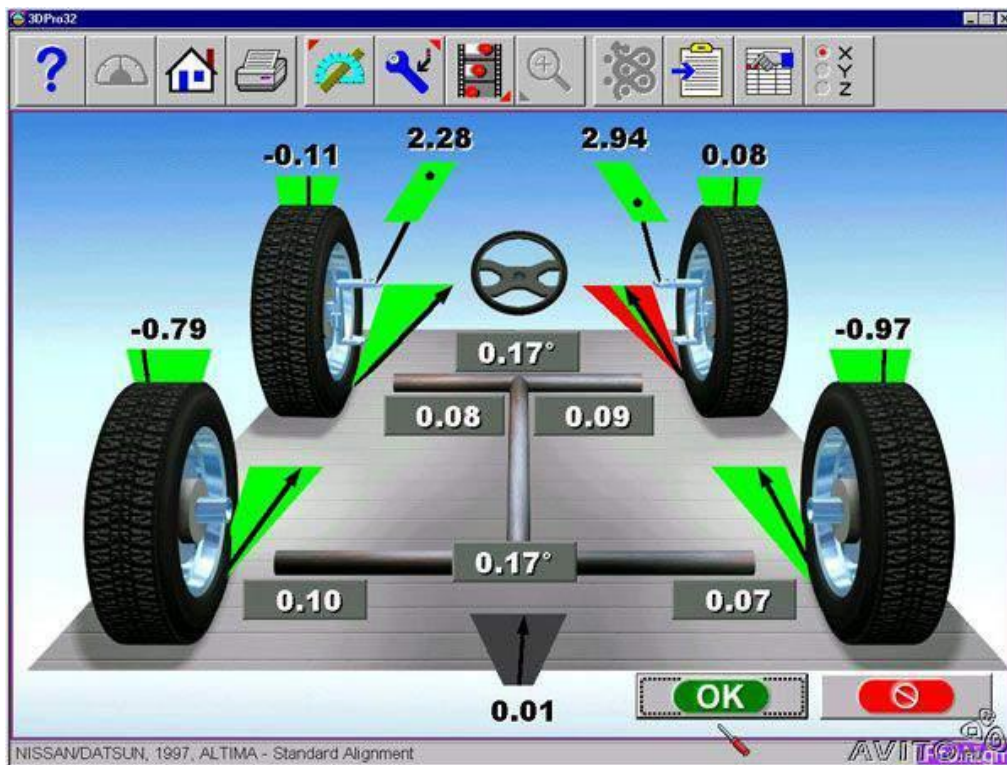 3DPro32
?
X
Y
Z
-0.11 2.28 2.94 0.08
-0.79 -0.97
0.17°
0.08 0.09
0.17°
0.10 0.07
0.01
OK
NISSAN/DATSUN, 1997, ALTIMA - Standard Alignment